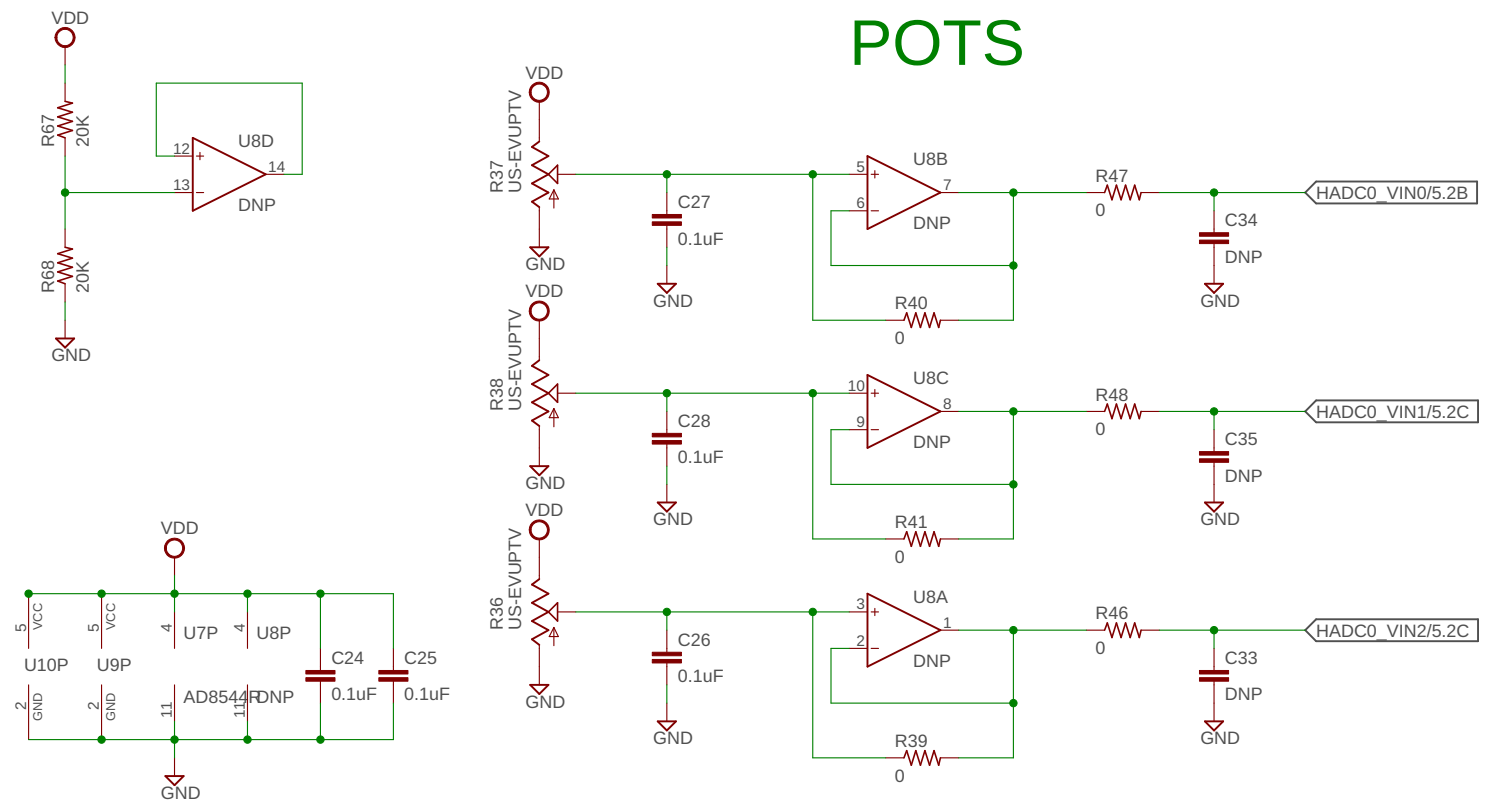 POTS
VDD
R67
20K
12
+
13
−
U8D
14
DNP
R68
20K
GND
VDD
R37
US-EVUPTV
GND
C27
0.1uF
GND
5
+
6
−
U8B
7
DNP
R40
0
R47
0
C34
DNP
GND
HADC0_VIN0/5.2B
VDD
R38
US-EVUPTV
GND
C28
0.1uF
GND
10
+
9
−
U8C
8
DNP
R41
0
R48
0
C35
DNP
GND
HADC0_VIN1/5.2C
VDD
R36
US-EVUPTV
GND
C26
0.1uF
GND
3
+
2
−
U8A
1
DNP
R39
0
R46
0
C33
DNP
GND
HADC0_VIN2/5.2C
VDD
5
VCC
U10P
2
GND
5
VCC
U9P
2
GND
4
U7P
11
AD8544R
4
U8P
11
DNP
C24
0.1uF
C25
0.1uF
GND